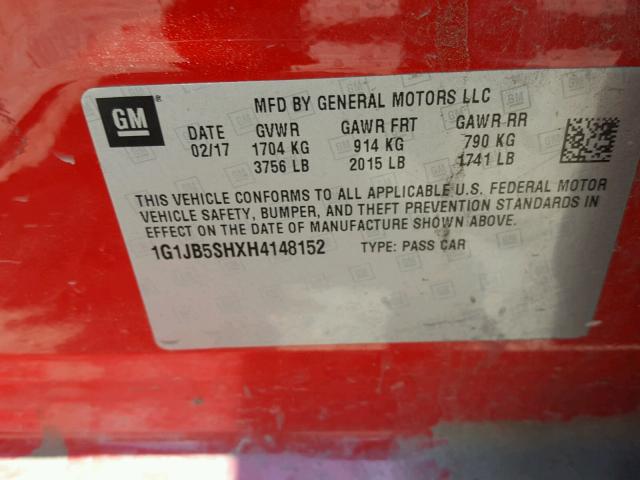 GM
MFD BY GENERAL MOTORS LLC
DATE GVWR GAWR FRT GAWR RR
02/17 1704 KG 914 KG 790 KG
3756 LB 2015 LB 1741 LB
THIS VEHICLE CONFORMS TO ALL APPLICABLE U.S. FEDERAL MOTOR
VEHICLE SAFETY, BUMPER, AND THEFT PREVENTION STANDARDS IN
EFFECT ON THE DATE OF MANUFACTURE SHOWN ABOVE.
1G1JB5SHXH4148152 TYPE: PASS CAR